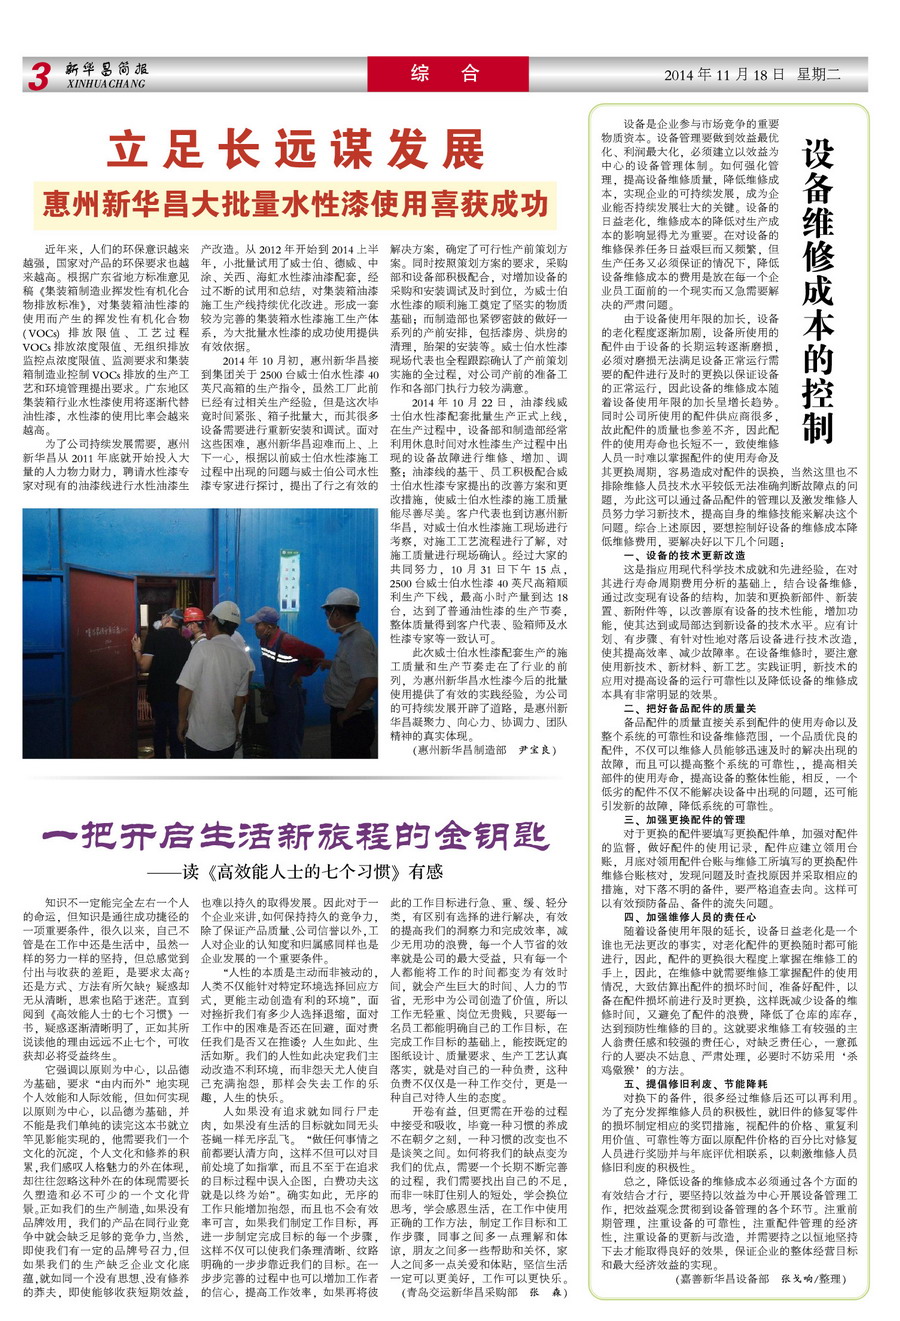 3
新华昌简报
XINHUACHANG
综 合
2014 年 11 月 18 日 星期二
立足长远谋发展
惠州新华昌大批量水性漆使用喜获成功
近年来，人们的环保意识越来
越强，国家对产品的环保要求也越
来越高。根据广东省地方标准意见
稿《集装箱制造业挥发性有机化合
物排放标准》，对集装箱油性漆的
使用而产生的挥发性有机化合物
(VOCs) 排放限值、工艺过程
VOCs 排放浓度限值、无组织排放
监控点浓度限值、监测要求和集装
箱制造业控制 VOCs 排放的生产工
艺和环境管理提出要求。广东地区
集装箱行业水性漆使用将逐渐代替
油性漆，水性漆的使用比率会越来
越高。
为了公司持续发展需要，惠州
新华昌从 2011 年底就开始投入大
量的人力物力财力，聘请水性漆专
家对现有的油漆线进行水性油漆生
产改造。从 2012 年开始到 2014 上半
年，小批量试用了威士伯、德威、中
涂、关西、海虹水性漆油漆配套，经
过不断的试用和总结，对集装箱油漆
施工生产线持续优化改进。形成一套
较为完善的集装箱水性漆施工生产体
系，为大批量水性漆的成功使用提供
有效依据。
2014 年 10 月初，惠州新华昌接
到集团关于 2500 台威士伯水性漆 40
英尺高箱的生产指令，虽然工厂此前
已经有过相关生产经验，但是这次毕
竟时间紧张、箱子批量大，而其很多
设备需要进行重新安装和调试。面对
这些困难，惠州新华昌迎难而上、上
下一心，根据以前威士伯水性漆施工
过程中出现的问题与威士伯公司水性
漆专家进行探讨，提出了行之有效的
解决方案，确定了可行性产前策划方
案。同时按照策划方案的要求，采购
部和设备部积极配合，对增加设备的
采购和安装调试及时到位，为威士伯
水性漆的顺利施工奠定了坚实的物质
基础；而制造部也紧锣密鼓的做好一
系列的产前安排，包括漆房、烘房的
清理，胎架的安装等。威士伯水性漆
现场代表也全程跟踪确认了产前策划
实施的全过程，对公司产前的准备工
作和各部门执行力较为满意。
2014 年 10 月 22 日，油漆线威
士伯水性漆配套批量生产正式上线，
在生产过程中，设备部和制造部经常
利用休息时间对水性漆生产过程中出
现的设备故障进行维修、增加、调
整；油漆线的基干、员工积极配合威
士伯水性漆专家提出的改善方案和更
改措施，使威士伯水性漆的施工质量
能尽善尽美。客户代表也到访惠州新
华昌，对威士伯水性漆施工现场进行
考察，对施工工艺流程进行了解，对
施工质量进行现场确认。经过大家的
共同努力，10 月 31 日下午 15 点，
2500 台威士伯水性漆 40 英尺高箱顺
利生产下线，最高小时产量到达 18
台，达到了普通油性漆的生产节奏，
整体质量得到客户代表、验箱师及水
性漆专家等一致认可。
此次威士伯水性漆配套生产的施
工质量和生产节奏走在了行业的前
列，为惠州新华昌水性漆今后的批量
使用提供了有效的实践经验，为公司
的可持续发展开辟了道路，是惠州新
华昌凝聚力、向心力、协调力、团队
精神的真实体现。
(惠州新华昌制造部 尹宝良)
一把开启生活新旅程的金钥匙
——读《高效能人士的七个习惯》有感
知识不一定能完全左右一个人
的命运，但知识是通往成功捷径的
一项重要条件，很久以来，自己不
管是在工作中还是生活中，虽然一
样的努力一样的坚持，但总感觉到
付出与收获的差距，是要求太高？
还是方式、方法有所欠缺？疑惑却
无从清晰，思索也陷于迷茫。直到
阅到《高效能人士的七个习惯》一
书，疑惑逐渐清晰明了，正如其所
说读他的理由远远不止七个，可收
获却必将受益终生。
它强调以原则为中心，以品德
为基础，要求“由内而外”地实现
个人效能和人际效能，但如何实现
以原则为中心，以品德为基础，并
不能是我们单纯的读完这本书就立
竿见影能实现的，他需要我们一个
文化的沉淀，个人文化和修养的积
累，我们感叹人格魅力的外在体现，
却往往忽略这种外在的体现需要长
久塑造和必不可少的一个文化背
景。正如我们的生产制造，如果没有
品牌效用，我们的产品在同行业竞
争中就会缺乏足够的竞争力，当然，
即使我们有一定的品牌号召力，但
如果我们的生产缺乏企业文化底
蕴，就如同一个没有思想、没有修养
的莽夫，即使能够收获短期效益，
也难以持久的取得发展。因此对于一
个企业来讲，如何保持持久的竞争力，
除了保证产品质量、公司信誉以外，工
人对企业的认知度和归属感同样也是
企业发展的一个重要条件。
“人性的本质是主动而非被动的，
人类不仅能针对特定环境选择回应方
式，更能主动创造有利的环境”，面
对挫折我们有多少人选择退缩，面对
工作中的困难是否还在回避，面对责
任我们是否又在推诿？人生如此、生
活如斯。我们的人性如此决定我们主
动改造不利环境，而非怨天尤人使自
己充满抱怨，那样会失去工作的乐
趣，人生的快乐。
人如果没有追求就如同行尸走
肉，如果没有生活的目标就如同无头
苍蝇一样无序乱飞。“做任何事情之
前都要认清方向，这样不但可以对目
前处境了如指掌，而且不至于在追求
的目标过程中误入企图，白费功夫这
就是以终为始”。确实如此，无序的
工作只能增加抱怨，而且也不会有效
率可言，如果我们制定工作目标，再
进一步制定完成目标的每一个步骤，
这样不仅可以使我们条理清晰、纹路
明确的一步步靠近我们的目标。在一
步步完善的过程中也可以增加工作者
的信心，提高工作效率，如果再将彼
此的工作目标进行急、重、缓、轻分
类，有区别有选择的进行解决，有效
的提高我们的洞察力和完成效率，减
少无用功的浪费，每一个人节省的效
率就是公司的最大受益，只有每一个
人都能将工作的时间都变为有效时
间，就会产生巨大的时间、人力的节
省，无形中为公司创造了价值，所以
工作无轻重、岗位无贵贱，只要每一
名员工都能明确自己的工作目标，在
完成工作目标的基础上，能按既定的
图纸设计、质量要求、生产工艺认真
落实，就是对自己的一种负责，这种
负责不仅仅是一种工作交付，更是一
种自己对待人生的态度。
开卷有益，但更需在开卷的过程
中接受和吸收，毕竟一种习惯的养成
不在朝夕之刻，一种习惯的改变也不
是谈笑之间。如何将我们的缺点变为
我们的优点，需要一个长期不断完善
的过程，我们需要找出自己的不足，
而非一味盯住别人的短处，学会换位
思考，学会感恩生活，在工作中使用
正确的工作方法，制定工作目标和工
作步骤，同事之间多一点理解和体
谅，朋友之间多一些帮助和关怀，家
人之间多一点关爱和体贴，坚信生活
一定可以更美好，工作可以更快乐。
(青岛交运新华昌采购部 张 森)
设备维修成本的控制
设备是企业参与市场竞争的重要
物质资本。设备管理要做到效益最优
化、利润最大化，必须建立以效益为
中心的设备管理体制。如何强化管
理，提高设备维修质量，降低维修成
本，实现企业的可持续发展，成为企
业能否持续发展壮大的关键。设备的
日益老化，维修成本的降低对生产成
本的影响显得尤为重要。在对设备的
维修保养任务日益艰巨而又频繁，但
生产任务又必须保证的情况下，降低
设备维修成本的费用是放在每一个企
业员工面前的一个现实而又急需要解
决的严肃问题。
由于设备使用年限的加长，设备
的老化程度逐渐加剧，设备所使用的
配件由于设备的长期运转逐渐磨损，
必须对磨损无法满足设备正常运行需
要的配件进行及时的更换以保证设备
的正常运行，因此设备的维修成本随
着设备使用年限的加长呈增长趋势。
同时公司所使用的配件供应商很多，
故此配件的质量也参差不齐，因此配
件的使用寿命也长短不一，致使维修
人员一时难以掌握配件的使用寿命及
其更换周期，容易造成对配件的误换，当然这里也不
排除维修人员技术水平较低无法准确判断故障点的问
题，为此这可以通过备品配件的管理以及激发维修人
员努力学习新技术，提高自身的维修技能来解决这个
问题。综合上述原因，要想控制好设备的维修成本降
低维修费用，要解决好以下几个问题：
一、设备的技术更新改造
这是指应用现代科学技术成就和先进经验，在对
其进行寿命周期费用分析的基础上，结合设备维修，
通过改变现有设备的结构，加装和更换新部件、新装
置、新附件等，以改善原有设备的技术性能，增加功
能，使其达到或局部达到新设备的技术水平。应有计
划、有步骤、有针对性地对落后设备进行技术改造，
使其提高效率、减少故障率。在设备维修时，要注意
使用新技术、新材料、新工艺。实践证明，新技术的
应用对提高设备的运行可靠性以及降低设备的维修成
本具有非常明显的效果。
二、把好备品配件的质量关
备品配件的质量直接关系到配件的使用寿命以及
整个系统的可靠性和设备维修范围，一个品质优良的
配件，不仅可以维修人员能够迅速及时的解决出现的
故障，而且可以提高整个系统的可靠性，，提高相关
部件的使用寿命，提高设备的整体性能，相反，一个
低劣的配件不仅不能解决设备中出现的问题，还可能
引发新的故障，降低系统的可靠性。
三、加强更换配件的管理
对于更换的配件要填写更换配件单，加强对配件
的监督，做好配件的使用记录，配件应建立领用台
账，月底对领用配件台账与维修工所填写的更换配件
维修台账核对，发现问题及时查找原因并采取相应的
措施，对下落不明的备件，要严格追查去向。这样可
以有效预防备品、备件的流失问题。
四、加强维修人员的责任心
随着设备使用年限的延长，设备日益老化是一个
谁也无法更改的事实，对老化配件的更换随时都可能
进行，因此，配件的更换很大程度上掌握在维修工的
手上，因此，在维修中就需要维修工掌握配件的使用
情况，大致估算出配件的损坏时间，准备好配件，以
备在配件损坏前进行及时更换，这样既减少设备的维
修时间，又避免了配件的浪费，降低了仓库的库存，
达到预防性维修的目的。这就要求维修工有较强的主
人翁责任感和较强的责任心，对缺乏责任心，一意孤
行的人要决不姑息、严肃处理，必要时不妨采用‘杀
鸡儆猴’的方法。
五、提倡修旧利废、节能降耗
对换下的备件，很多经过维修后还可以再利用。
为了充分发挥维修人员的积极性，就旧件的修复零件
的损坏制定相应的奖罚措施，视配件的价格、重复利
用价值、可靠性等方面以原配件价格的百分比对修复
人员进行奖励并与年底评优相联系，以刺激维修人员
修旧利废的积极性。
总之，降低设备的维修成本必须通过各个方面的
有效结合才行，要坚持以效益为中心开展设备管理工
作，把效益观念贯彻到设备管理的各个环节。注重前
期管理，注重设备的可靠性，注重配件管理的经济
性，注重设备的更新与改造，并需要持之以恒地坚持
下去才能取得良好的效果，保证企业的整体经营目标
和最大经济效益的实现。
(嘉善新华昌设备部 张戈响/整理)